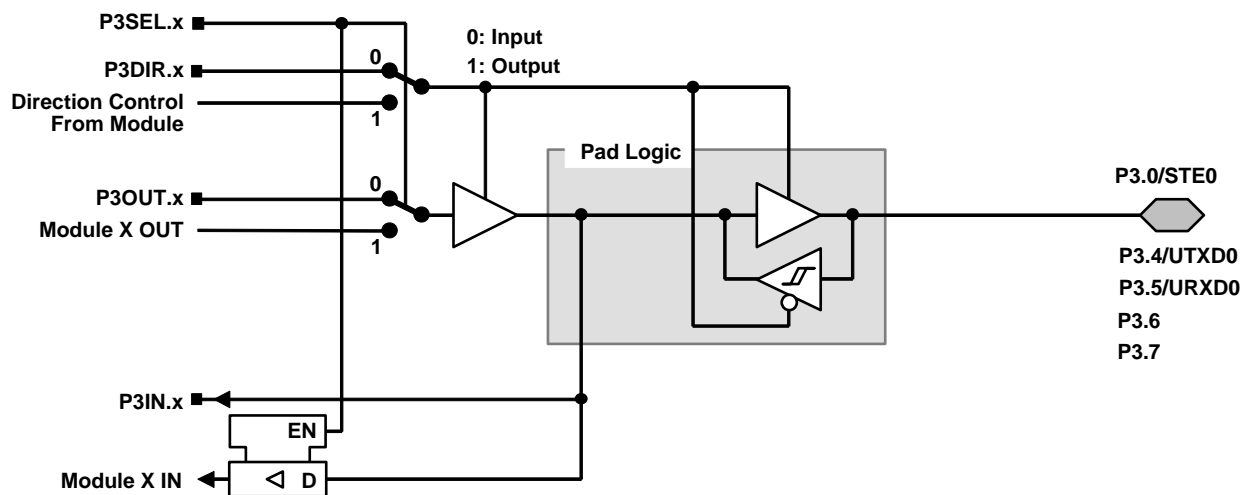 P3SEL.x
0: Input
1: Output
P3DIR.x
0
Direction Control
From Module
1
Pad Logic
P3OUT.x
0
Module X OUT
1
P3.0/STE0
P3.4/UTXD0
P3.5/URXD0
P3.6
P3.7
P3IN.x
EN
Module X IN
D